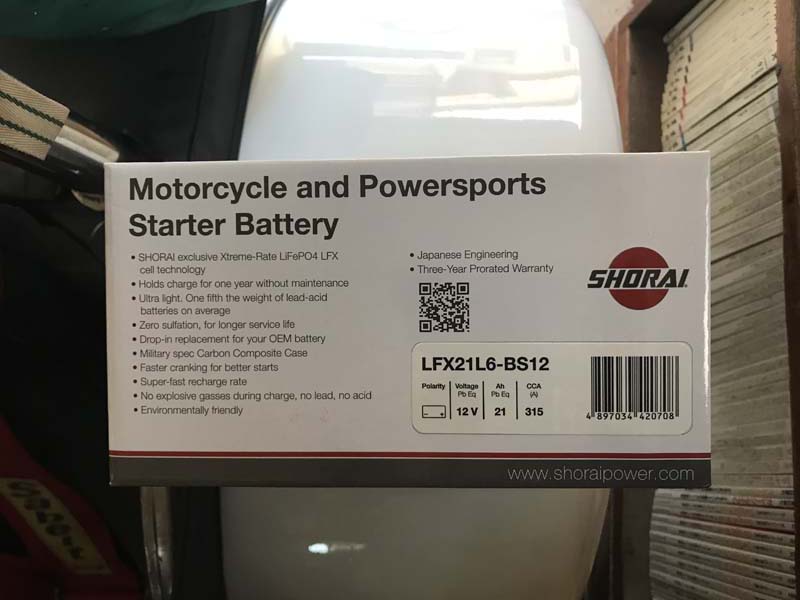 Motorcycle and Powersports
Starter Battery
• SHORAI exclusive Xtreme-Rate LiFePO4 LFX
cell technology
• Holds charge for one year without maintenance
• Ultra light. One fifth the weight of lead-acid
batteries on average
• Zero sulfation, for longer service life
• Drop-in replacement for your OEM battery
• Military spec Carbon Composite Case
• Faster cranking for better starts
• Super-fast recharge rate
• No explosive gasses during charge, no lead, no acid
• Environmentally friendly
• Japanese Engineering
• Three-Year Prorated Warranty
SHORAI
LFX21L6-BS12
Polarity Voltage Ah CCA
Pb Eq Pb Eq (A)
- + 12 V 21 315
4 897034 420708
www.shoraipower.com